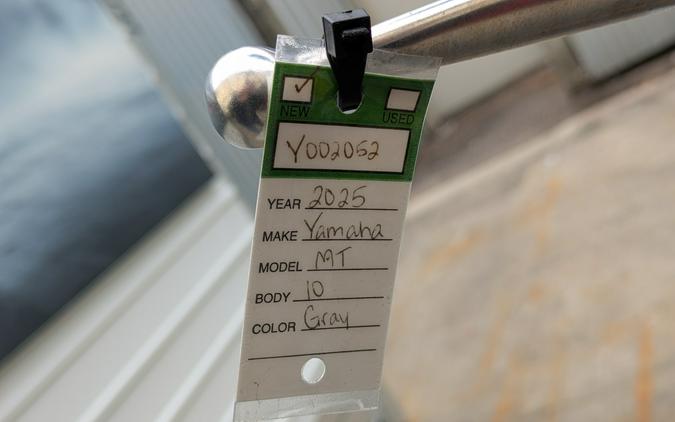 ✓
NEW USED
Y002052
YEAR 2025
MAKE Yamaha
MODEL MT
BODY 10
COLOR Gray